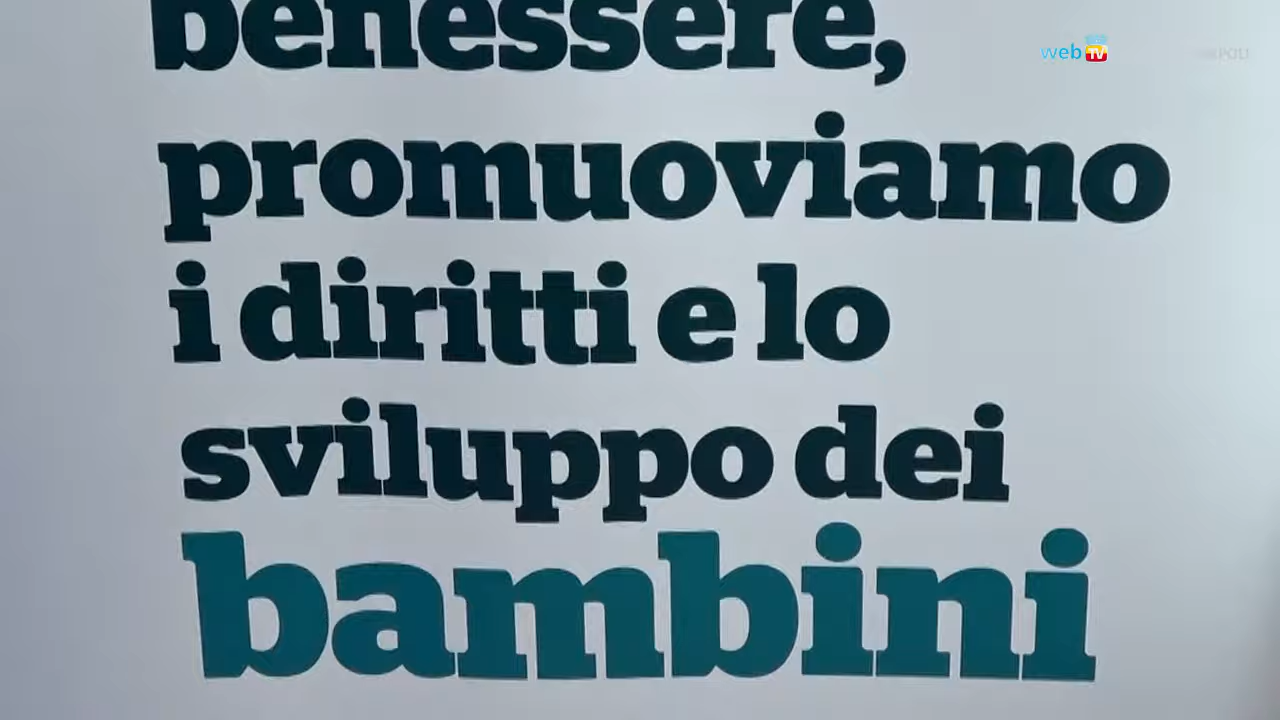 benessere,
web TV
promuoviamo
i diritti e lo
sviluppo dei
bambini